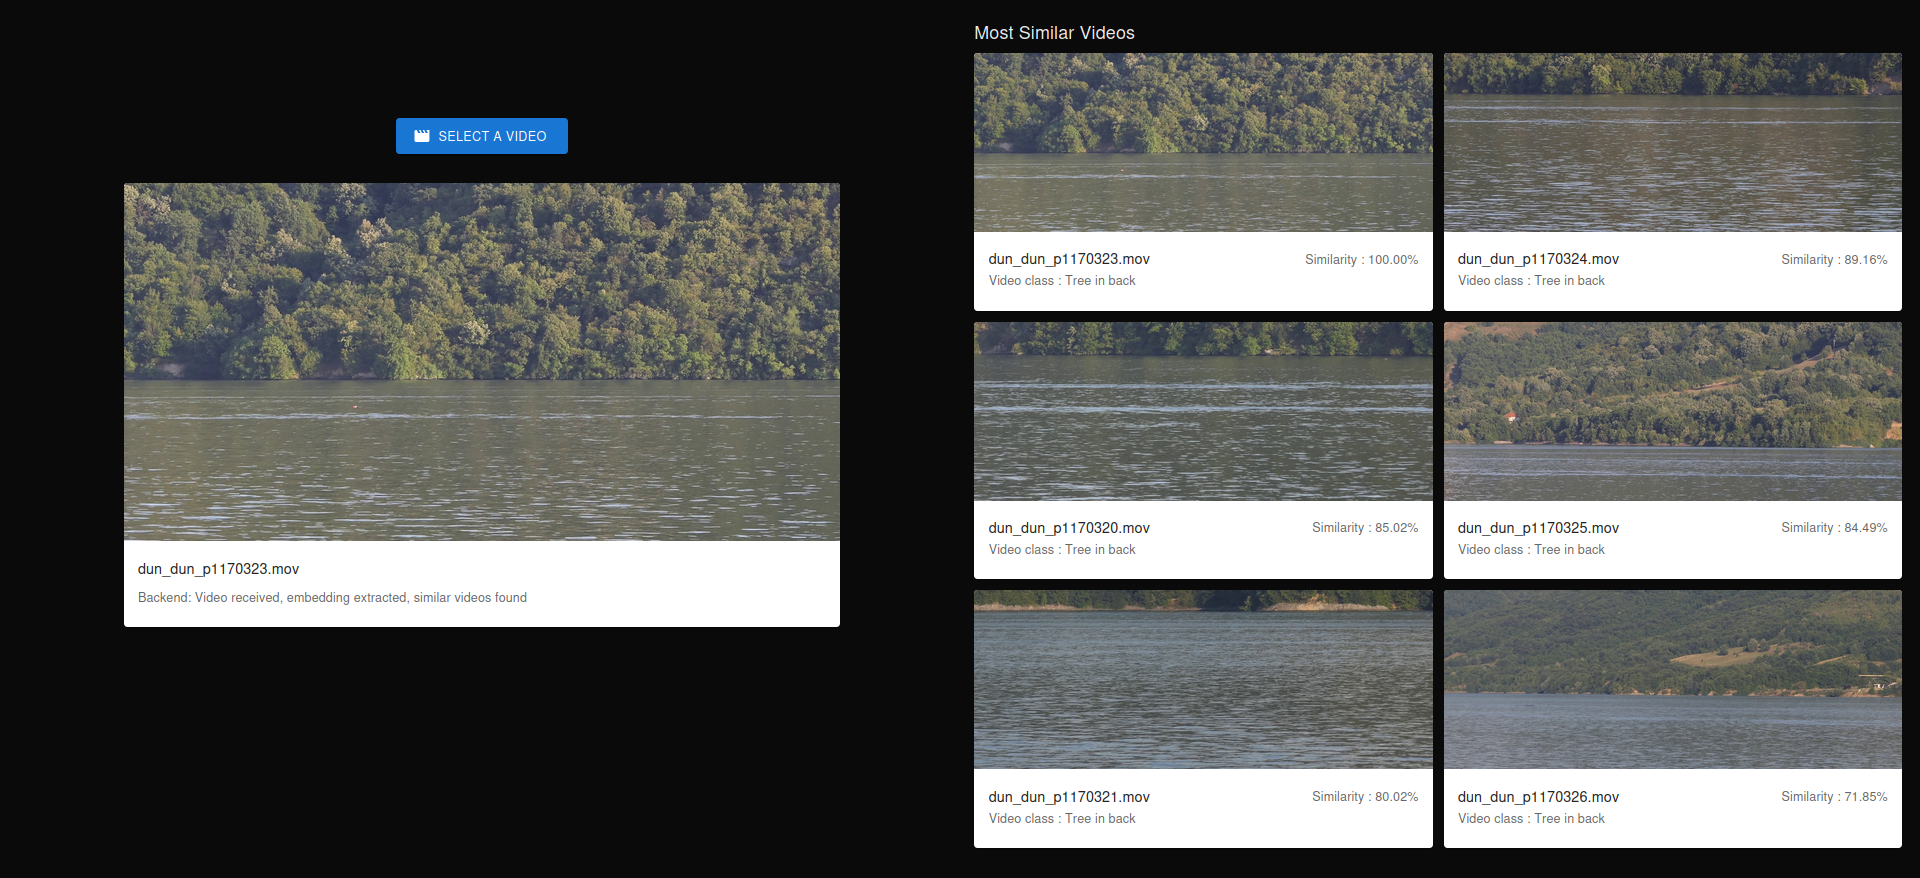 SELECT A VIDEO
dun_dun_p1170323.mov
Backend: Video received, embedding extracted, similar videos found
Most Similar Videos
dun_dun_p1170323.mov Similarity : 100.00%
Video class : Tree in back
dun_dun_p1170324.mov Similarity : 89.16%
Video class : Tree in back
dun_dun_p1170320.mov Similarity : 85.02%
Video class : Tree in back
dun_dun_p1170325.mov Similarity : 84.49%
Video class : Tree in back
dun_dun_p1170321.mov Similarity : 80.02%
Video class : Tree in back
dun_dun_p1170326.mov Similarity : 71.85%
Video class : Tree in back